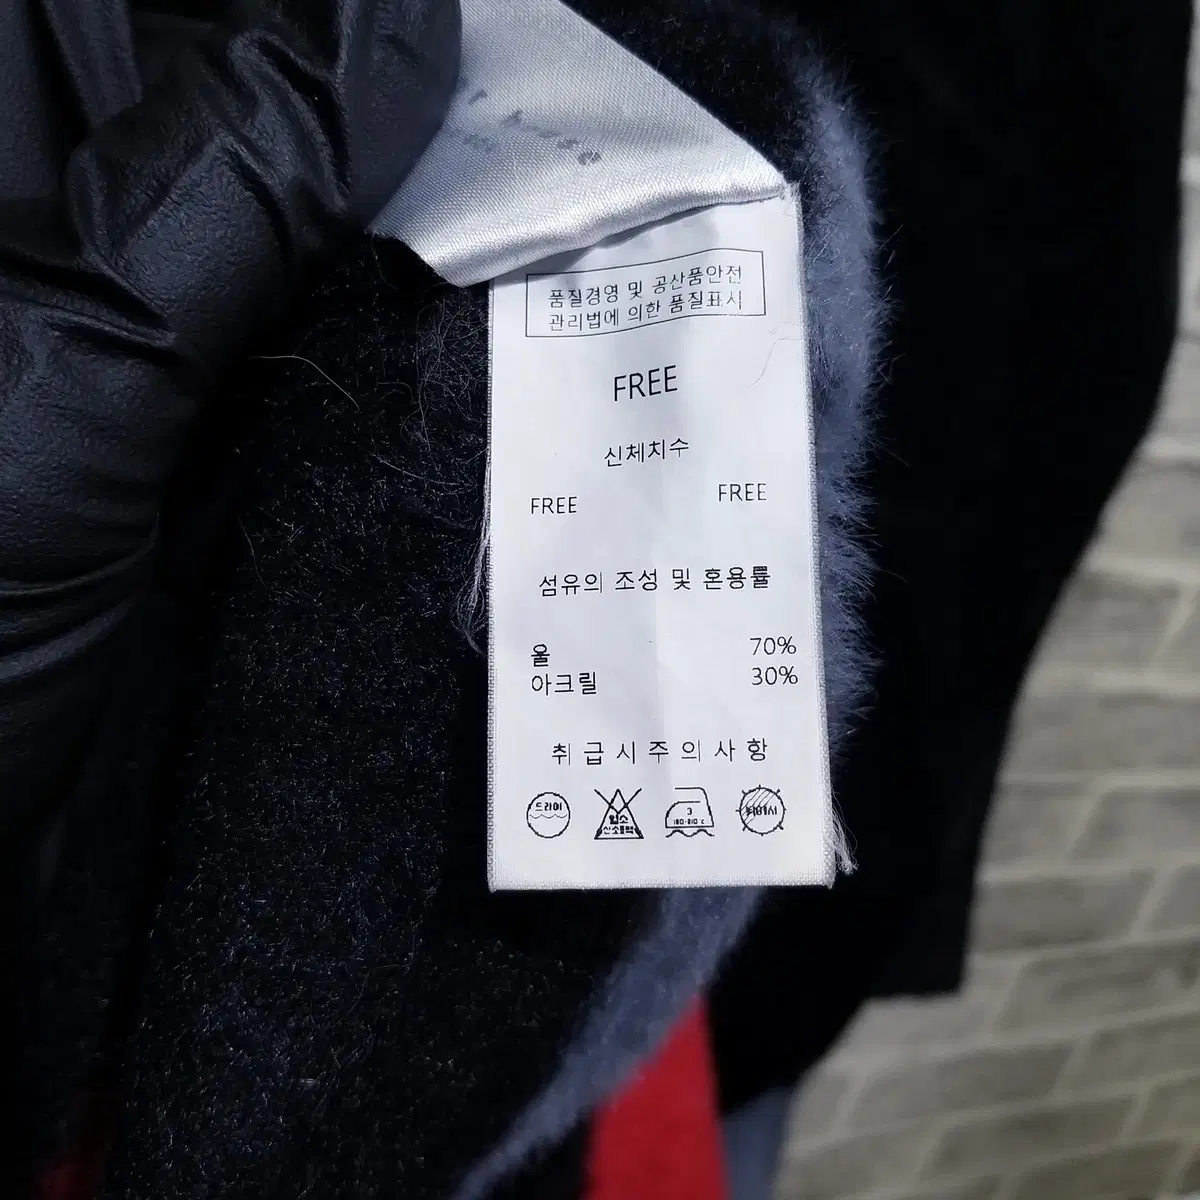 품질경영 및 공산품안전
관리법에 의한 품질표시
FREE
신체치수
FREE FREE
섬유의 조성 및 혼용률
울 70%
아크릴 30%
취급시주의사항
드라이
염소
산소표백
3